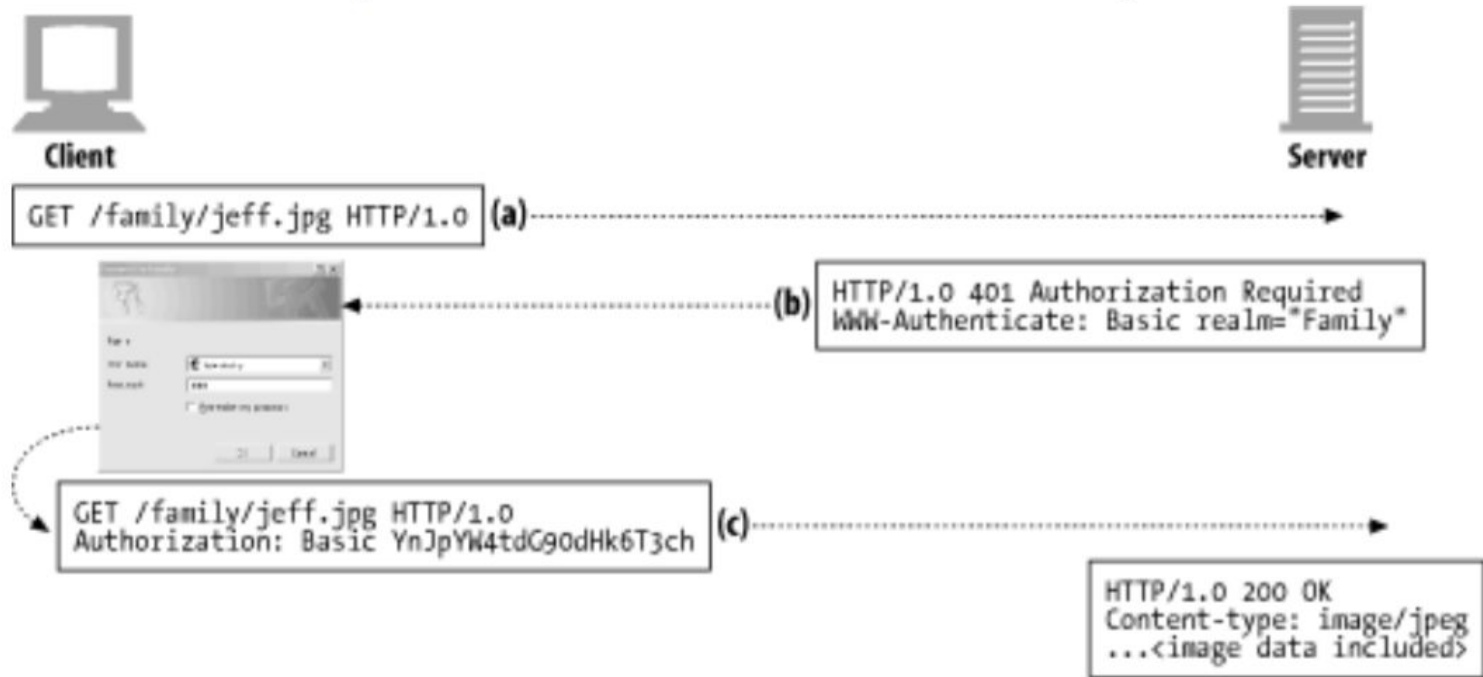 Client
Server
GET /family/jeff.jpg HTTP/1.0 (a)
(b) HTTP/1.0 401 Authorization Required
WWW-Authenticate: Basic realm="Family"
Cancel
GET /family/jeff.jpg HTTP/1.0
Authorization: Basic YnJpYW4tdG90dHk6T3ch
(c)
HTTP/1.0 200 OK
Content-type: image/jpeg
...<image data included>